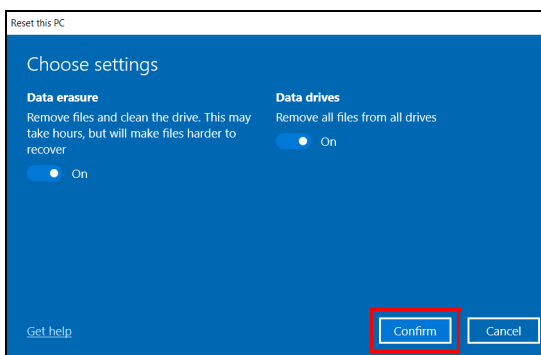 Reset this PC
Choose settings
Data erasure
Remove files and clean the drive. This may
take hours, but will make files harder to
recover
On
Data drives
Remove all files from all drives
On
Get help
Confirm
Cancel